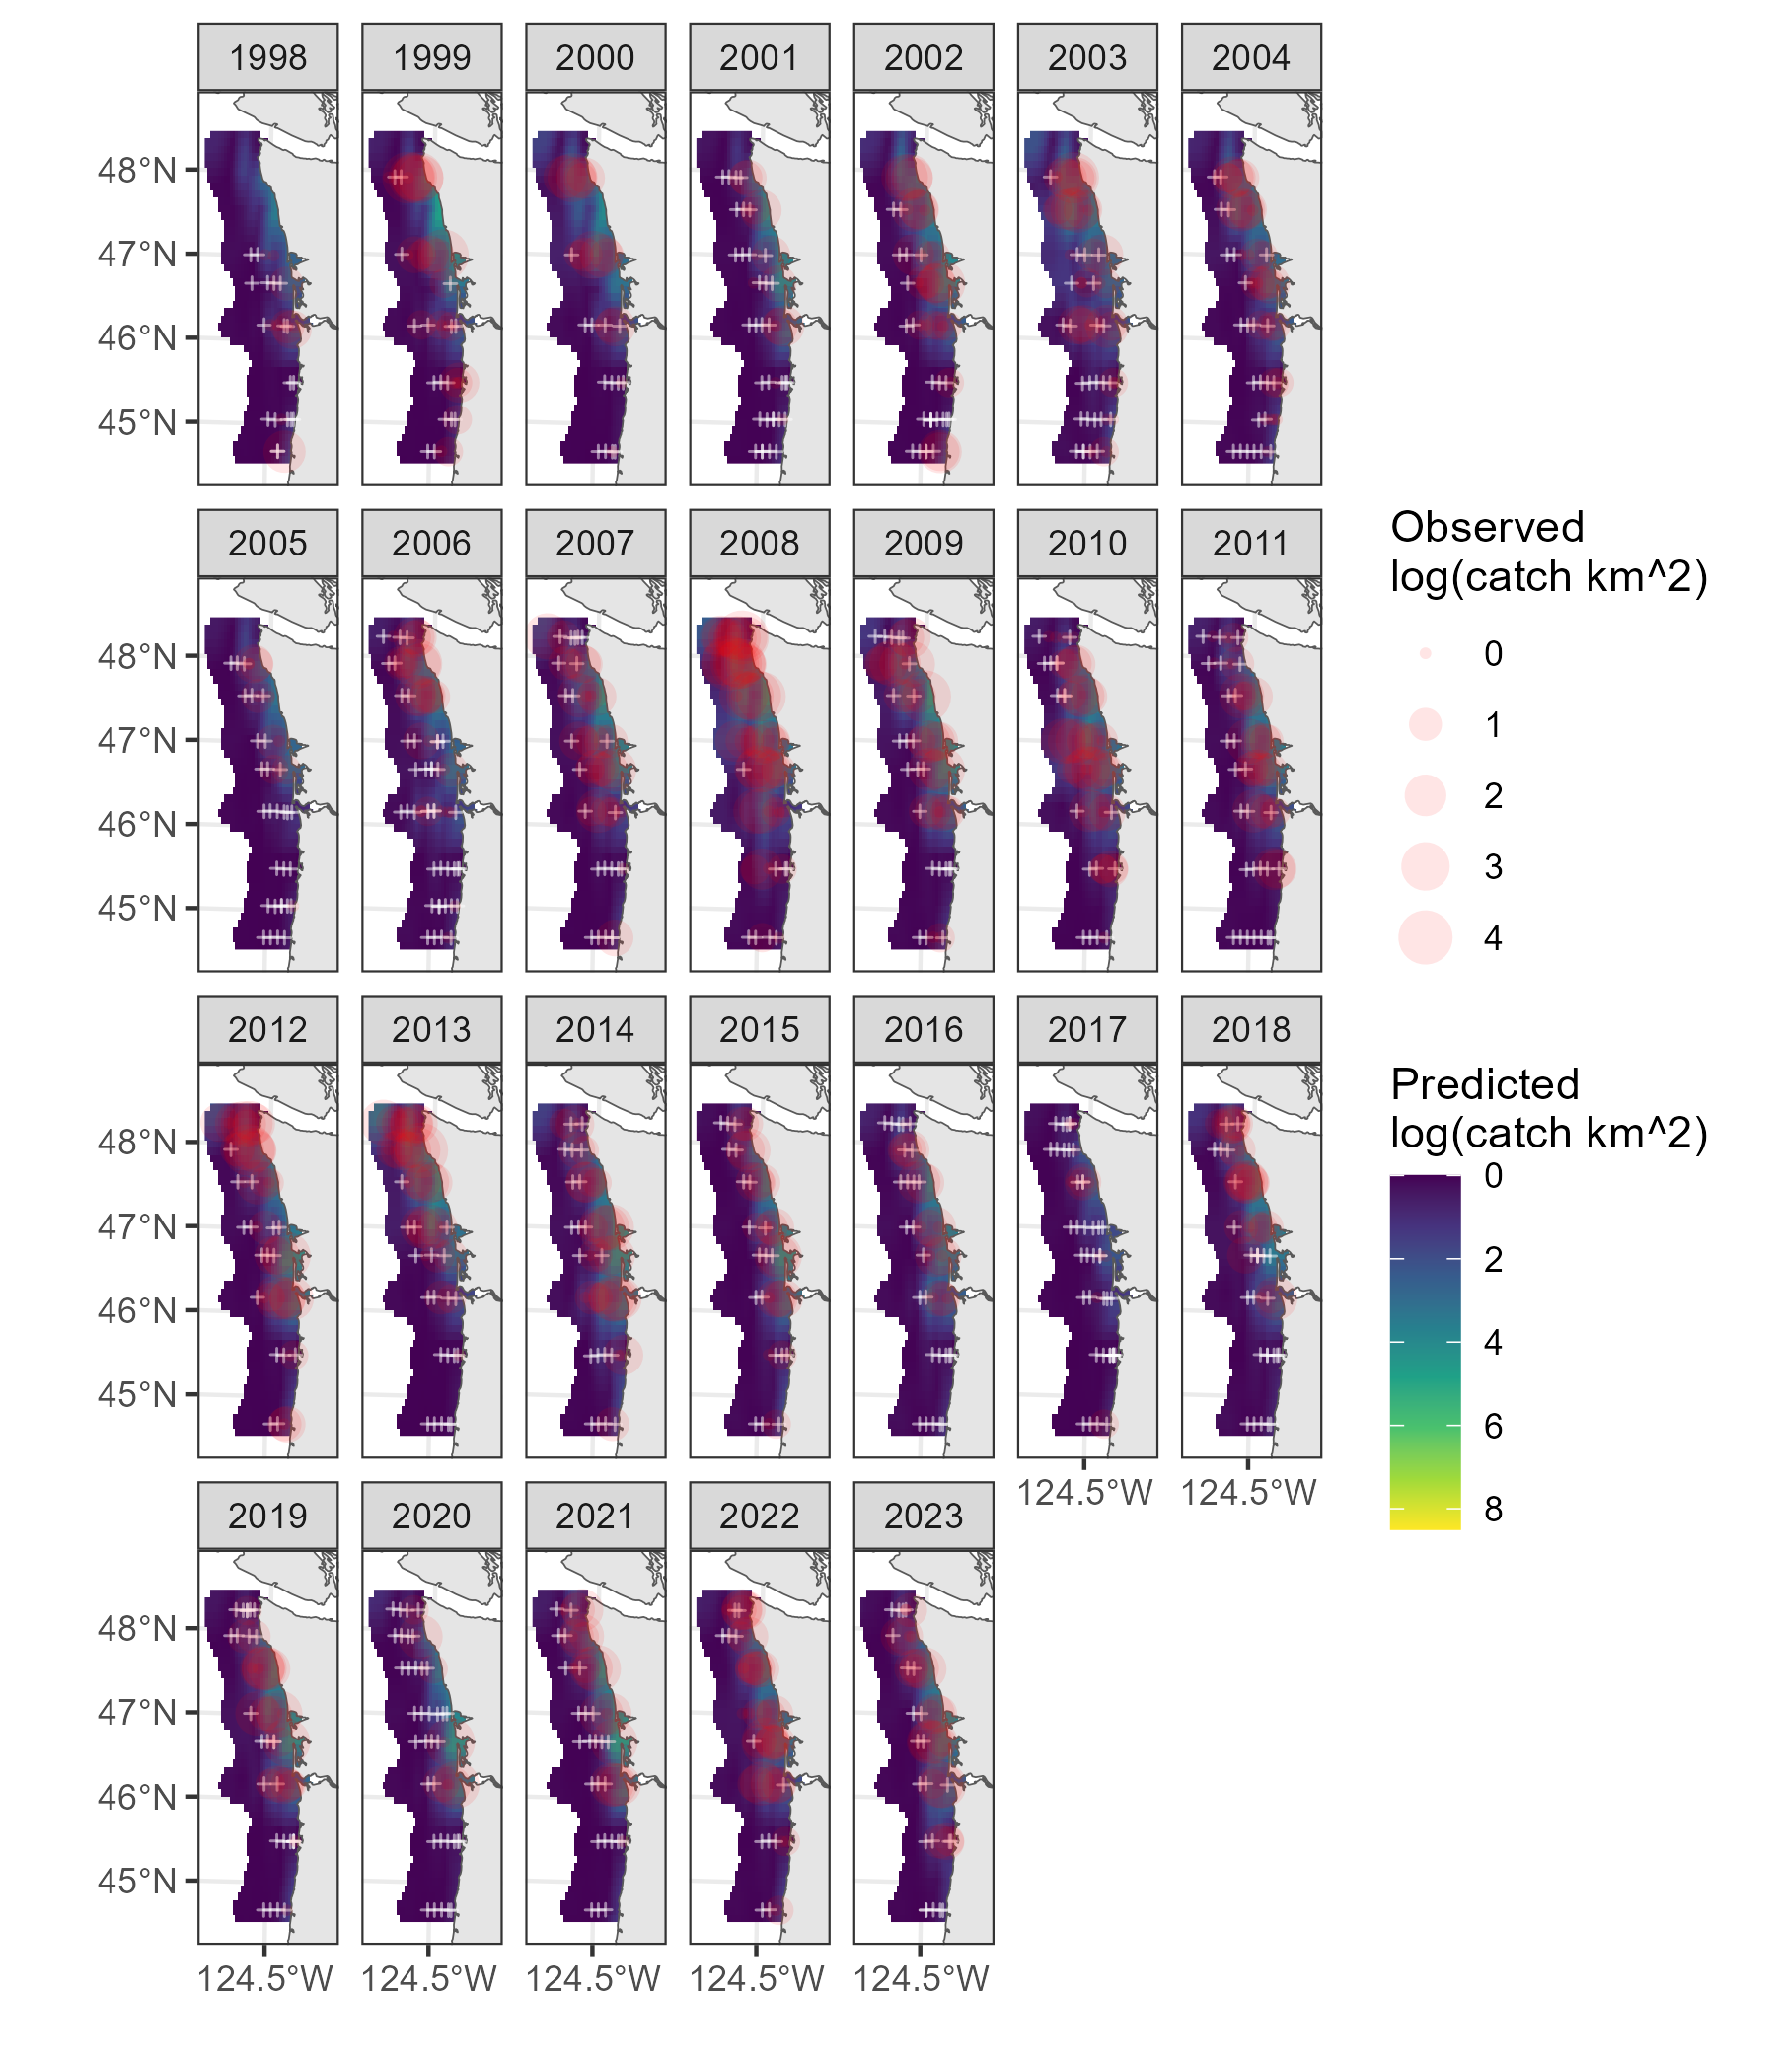 1998 1999 2000 2001 2002 2003 2004
48°N
47°N
46°N
45°N
2005 2006 2007 2008 2009 2010 2011
48°N
47°N
46°N
45°N
2012 2013 2014 2015 2016 2017 2018
48°N
47°N
46°N
45°N
124.5°W 124.5°W
2019 2020 2021 2022 2023
48°N
47°N
46°N
45°N
124.5°W 124.5°W 124.5°W 124.5°W 124.5°W
Observed
log(catch km^2)
0
1
2
3
4
Predicted
log(catch km^2)
0
2
4
6
8